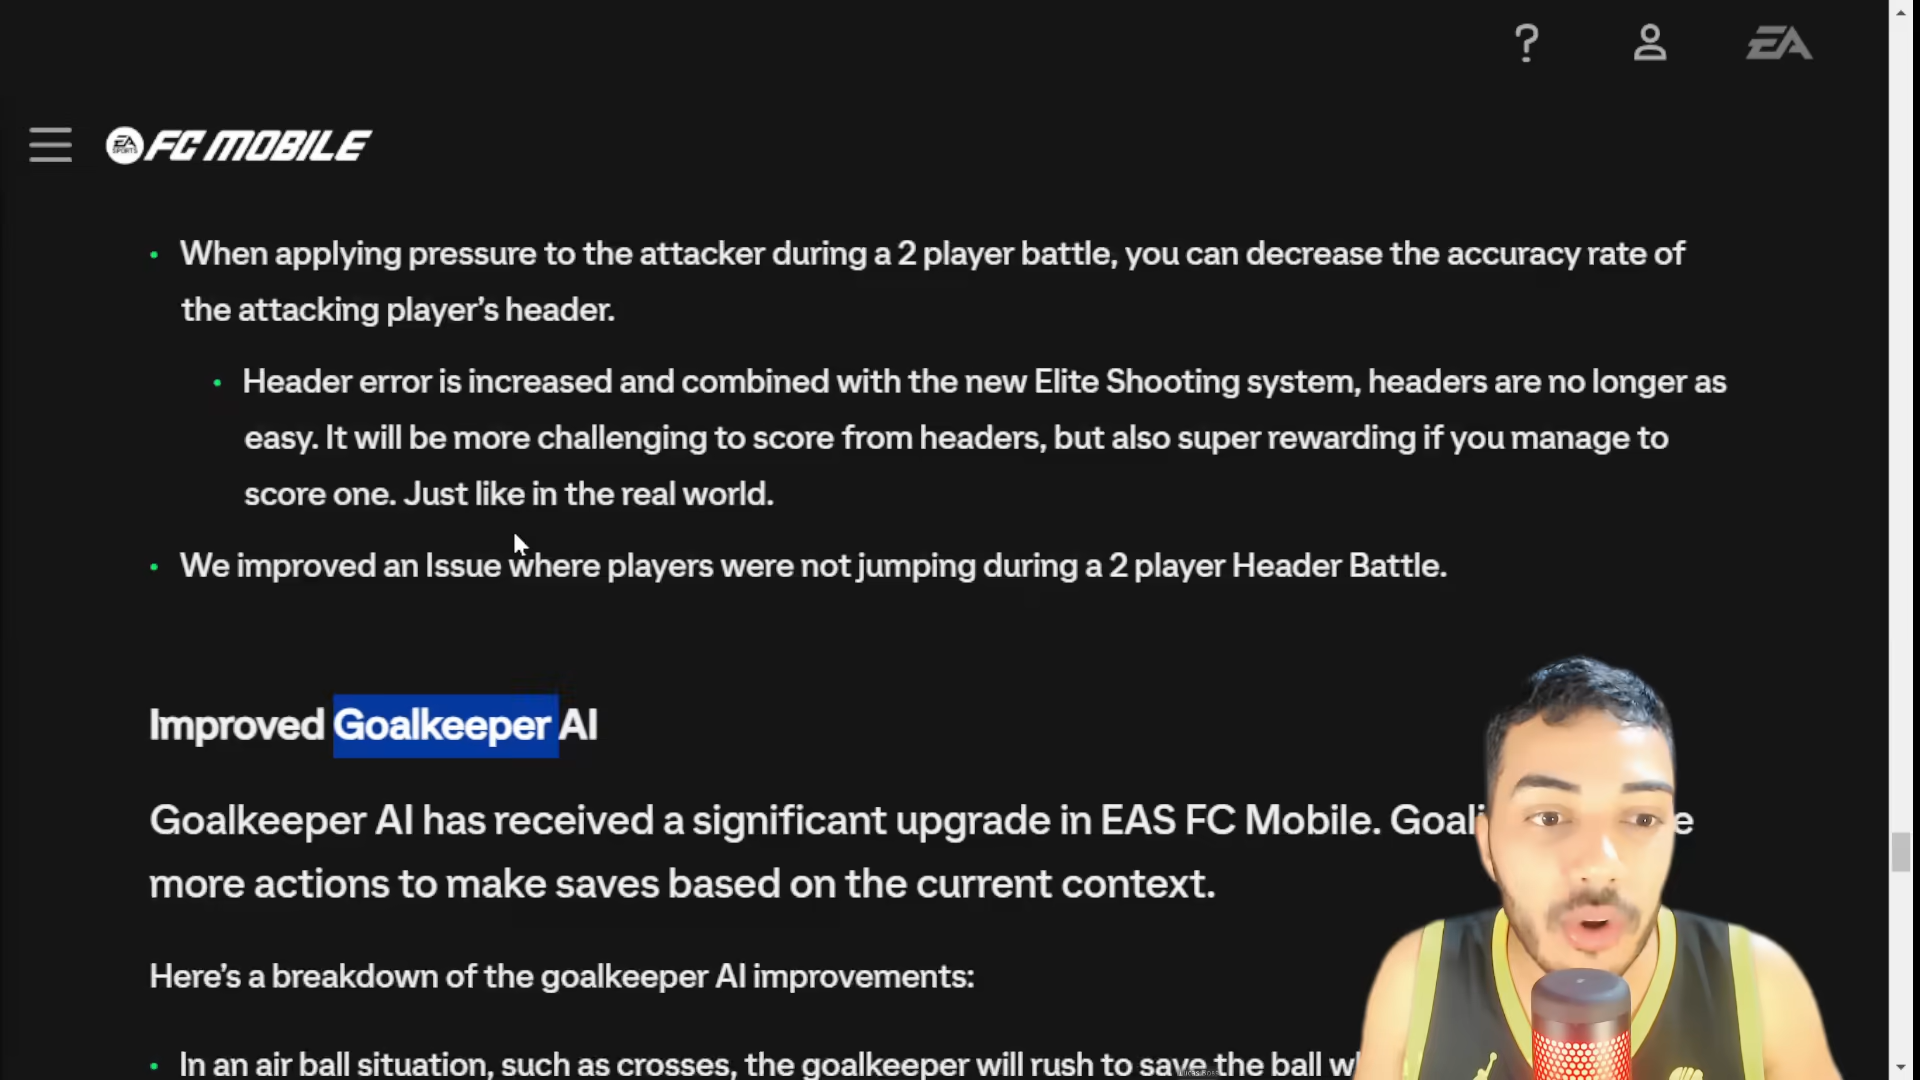 ?
EA
EA SPORTS FC MOBILE
When applying pressure to the attacker during a 2 player battle, you can decrease the accuracy rate of
the attacking player’s header.
Header error is increased and combined with the new Elite Shooting system, headers are no longer as
easy. It will be more challenging to score from headers, but also super rewarding if you manage to
score one. Just like in the real world.
We improved an Issue where players were not jumping during a 2 player Header Battle.
Improved Goalkeeper AI
Goalkeeper AI has received a significant upgrade in EAS FC Mobile.
more actions to make saves based on the current context.
Here’s a breakdown of the goalkeeper AI improvements:
In an air ball situation, such as crosses, the goalkeeper will rush to save the ball